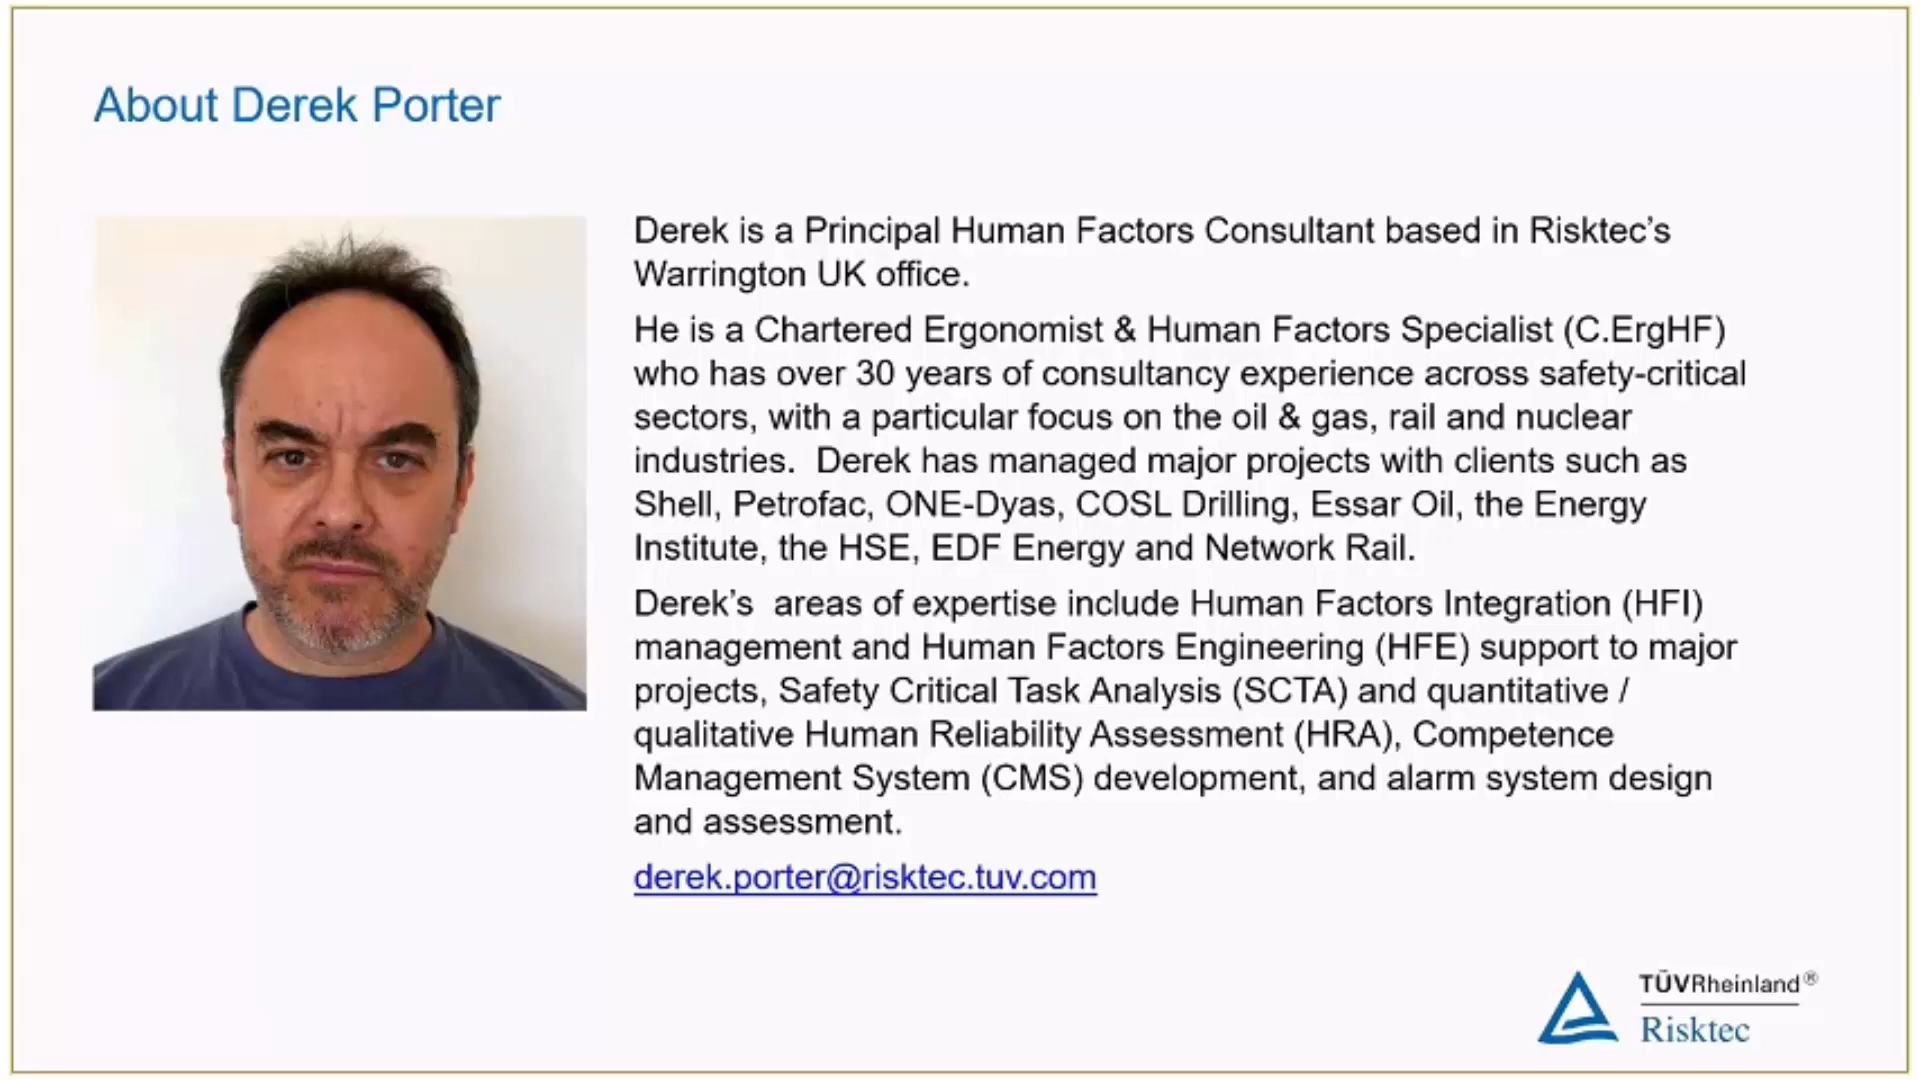 About Derek Porter
Derek is a Principal Human Factors Consultant based in Risktec’s
Warrington UK office.
He is a Chartered Ergonomist & Human Factors Specialist (C.ErgHF)
who has over 30 years of consultancy experience across safety-critical
sectors, with a particular focus on the oil & gas, rail and nuclear
industries.  Derek has managed major projects with clients such as
Shell, Petrofac, ONE-Dyas, COSL Drilling, Essar Oil, the Energy
Institute, the HSE, EDF Energy and Network Rail.
Derek’s  areas of expertise include Human Factors Integration (HFI)
management and Human Factors Engineering (HFE) support to major
projects, Safety Critical Task Analysis (SCTA) and quantitative /
qualitative Human Reliability Assessment (HRA), Competence
Management System (CMS) development, and alarm system design
and assessment.
derek.porter@risktec.tuv.com
TÜVRheinland®
Risktec